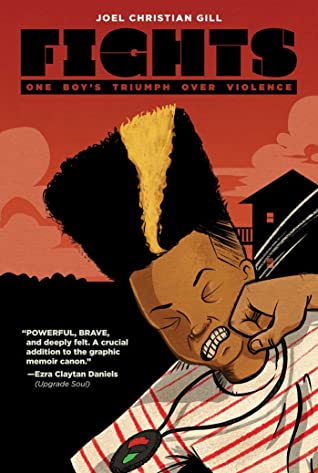 JOEL CHRISTIAN GILL
FIGHTS
ONE BOY'S TRIUMPH OVER VIOLENCE
“POWERFUL, BRAVE,
and deeply felt. A crucial
addition to the graphic
memoir canon.”
—Ezra Claytan Daniels
(Upgrade Soul)